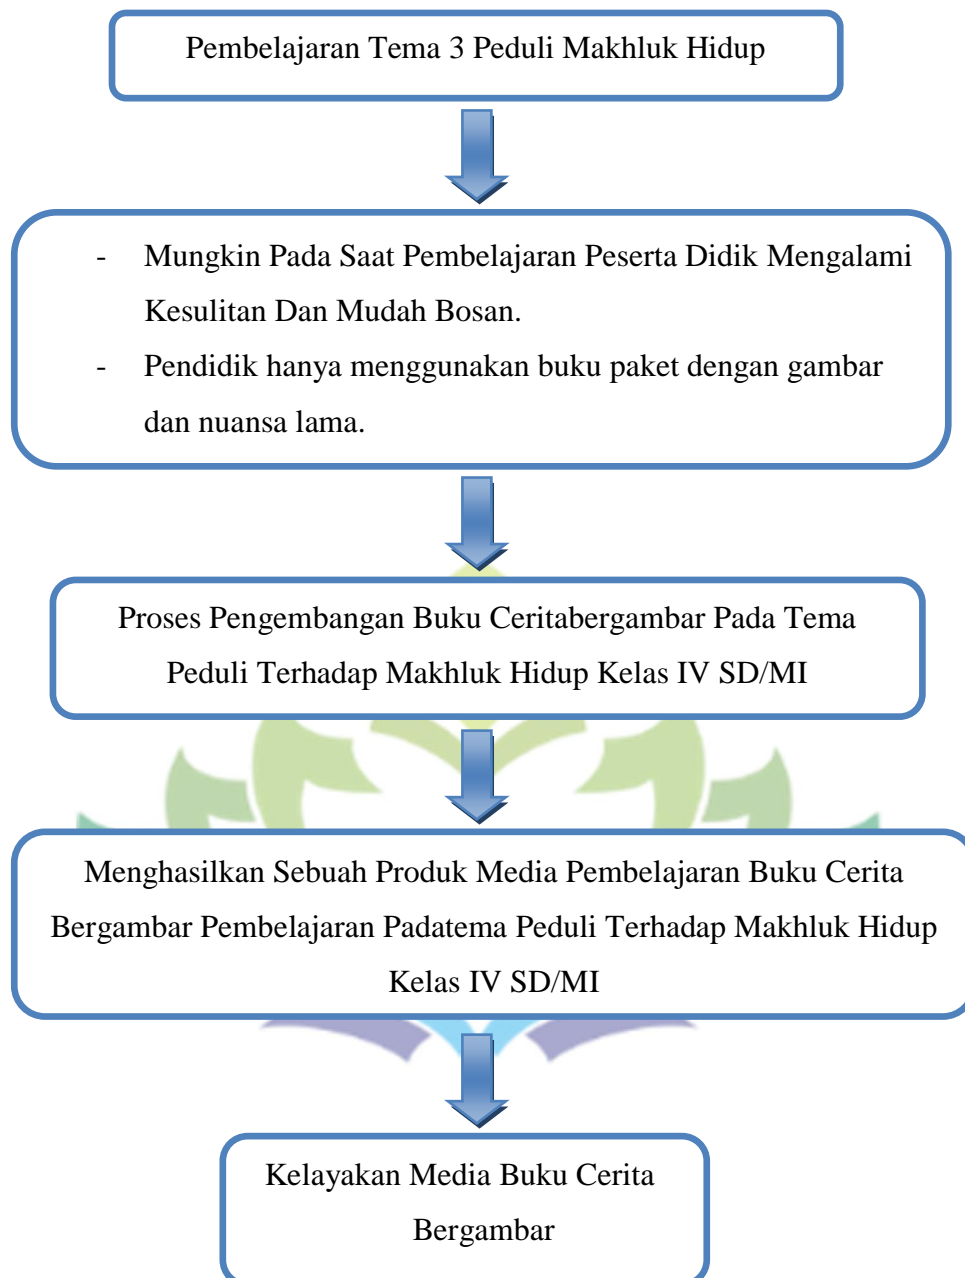 Pembelajaran Tema 3 Peduli Makhluk Hidup
- Mungkin Pada Saat Pembelajaran Peserta Didik Mengalami
Kesulitan Dan Mudah Bosan.
- Pendidik hanya menggunakan buku paket dengan gambar
dan nuansa lama.
Proses Pengembangan Buku Ceritabergambar Pada Tema
Peduli Terhadap Makhluk Hidup Kelas IV SD/MI
Menghasilkan Sebuah Produk Media Pembelajaran Buku Cerita
Bergambar Pembelajaran Padatema Peduli Terhadap Makhluk Hidup
Kelas IV SD/MI
Kelayakan Media Buku Cerita
Bergambar